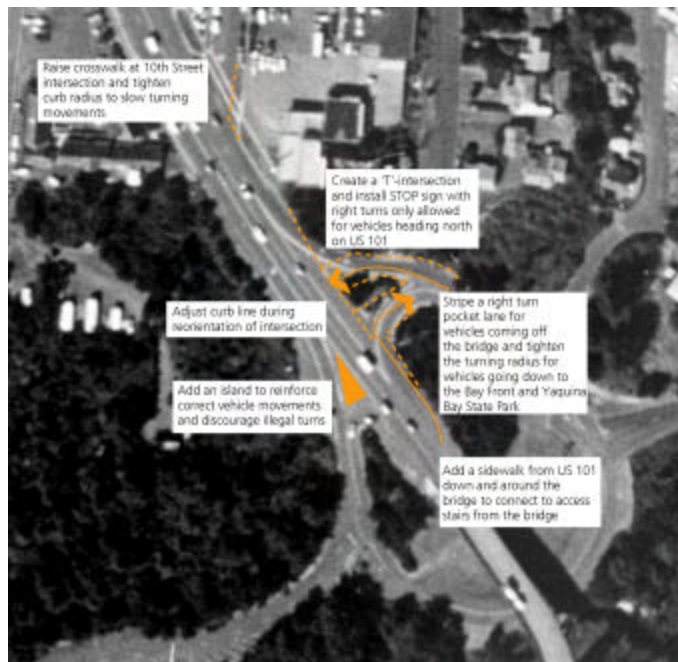 Raise crosswalk at 10th Street
intersection and tighten
curb radius to slow turning
movements
Create a 'T'-intersection
and install STOP sign with
right turns only allowed
for vehicles heading north
on US 101
Adjust curb line during
reorientation of intersection
Stripe a right turn
pocket lane for
vehicles coming off
the bridge and tighten
the turning radius for
vehicles going down to
the Bay Front and Yaquina
Bay State Park
Add an island to reinforce
correct vehicle movements
and discourage illegal turns
Add a sidewalk from US 101
down and around the
bridge to connect to access
stairs from the bridge